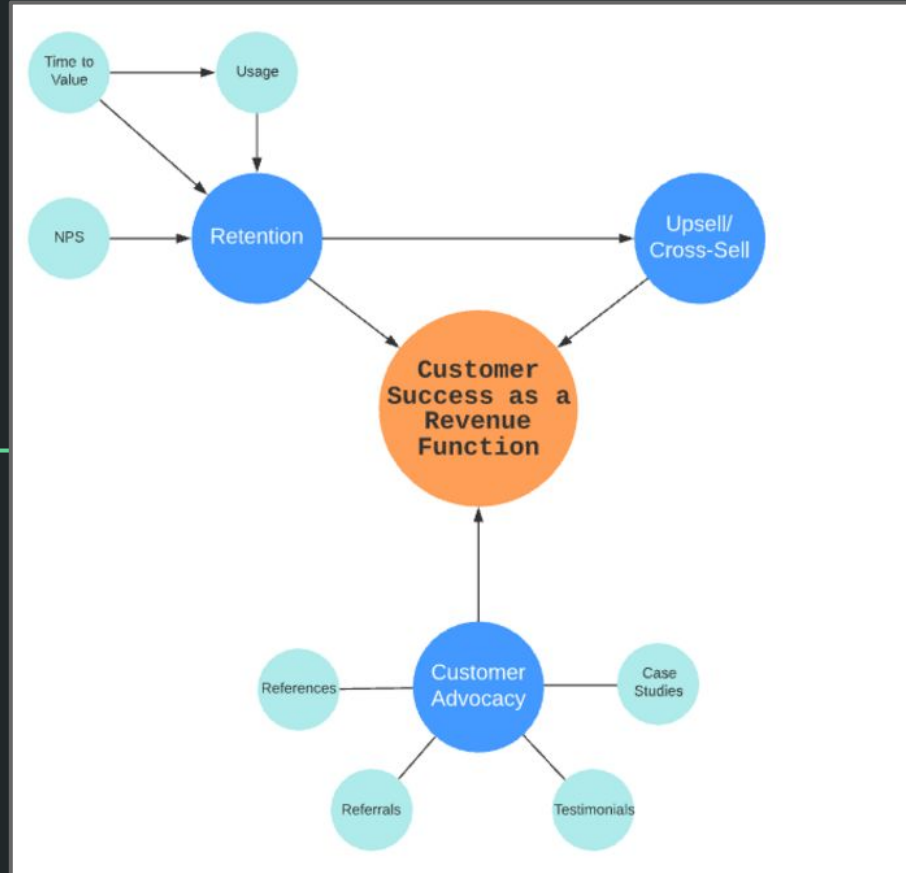 Time to
Value
Usage
NPS
Retention
Upsell/
Cross-Sell
Customer
Success as a
Revenue
Function
Customer
Advocacy
References
Case
Studies
Referrals
Testimonials